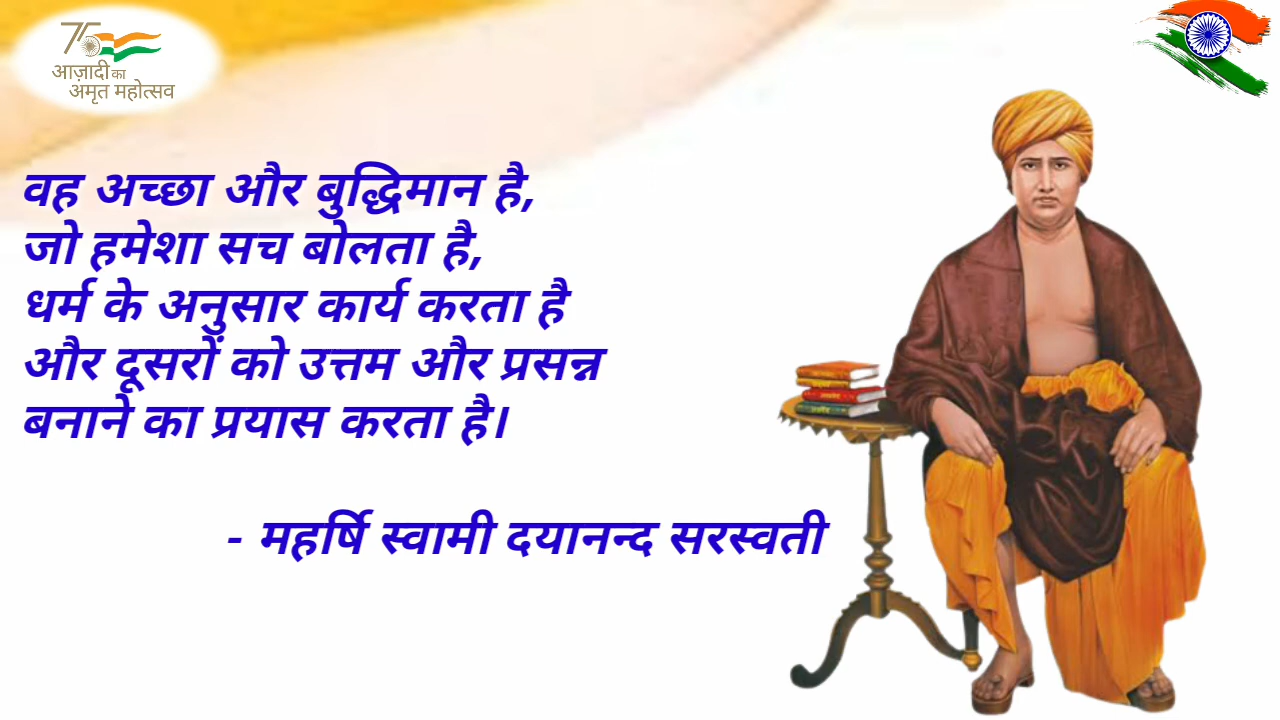 75
आज़ादी का
अमृत महोत्सव
वह अच्छा और बुद्धिमान है,
जो हमेशा सच बोलता है,
धर्म के अनुसार कार्य करता है
और दूसरों को उत्तम और प्रसन्न
बनाने का प्रयास करता है।
- महर्षि स्वामी दयानन्द सरस्वती